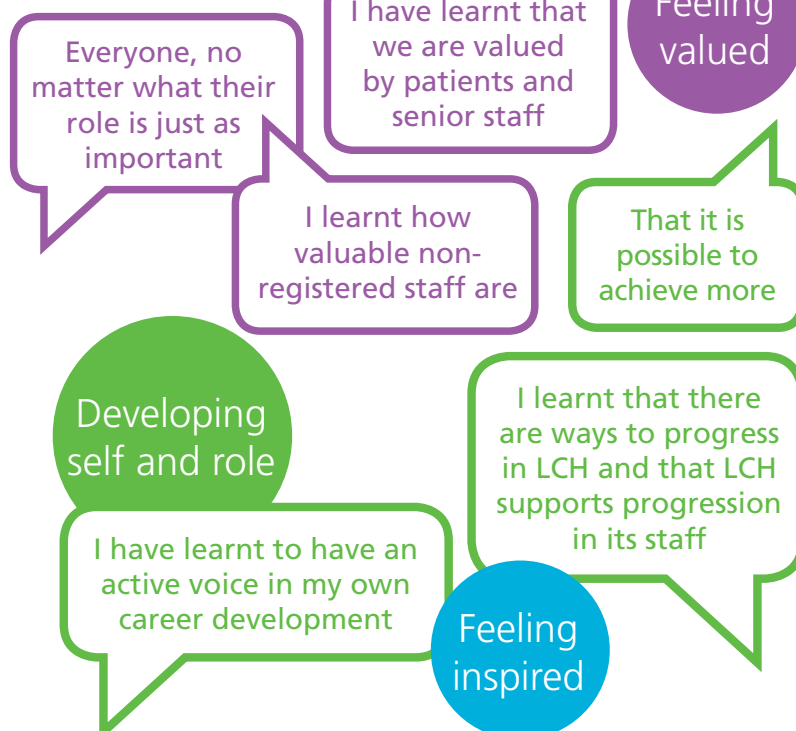 I have learnt that
we are valued
by patients and
senior staff
Feeling
valued
Everyone, no
matter what their
role is just as
important
I learnt how
valuable non-
registered staff are
That it is
possible to
achieve more
Developing
self and role
I learnt that there
are ways to progress
in LCH and that LCH
supports progression
in its staff
I have learnt to have an
active voice in my own
career development
Feeling
inspired